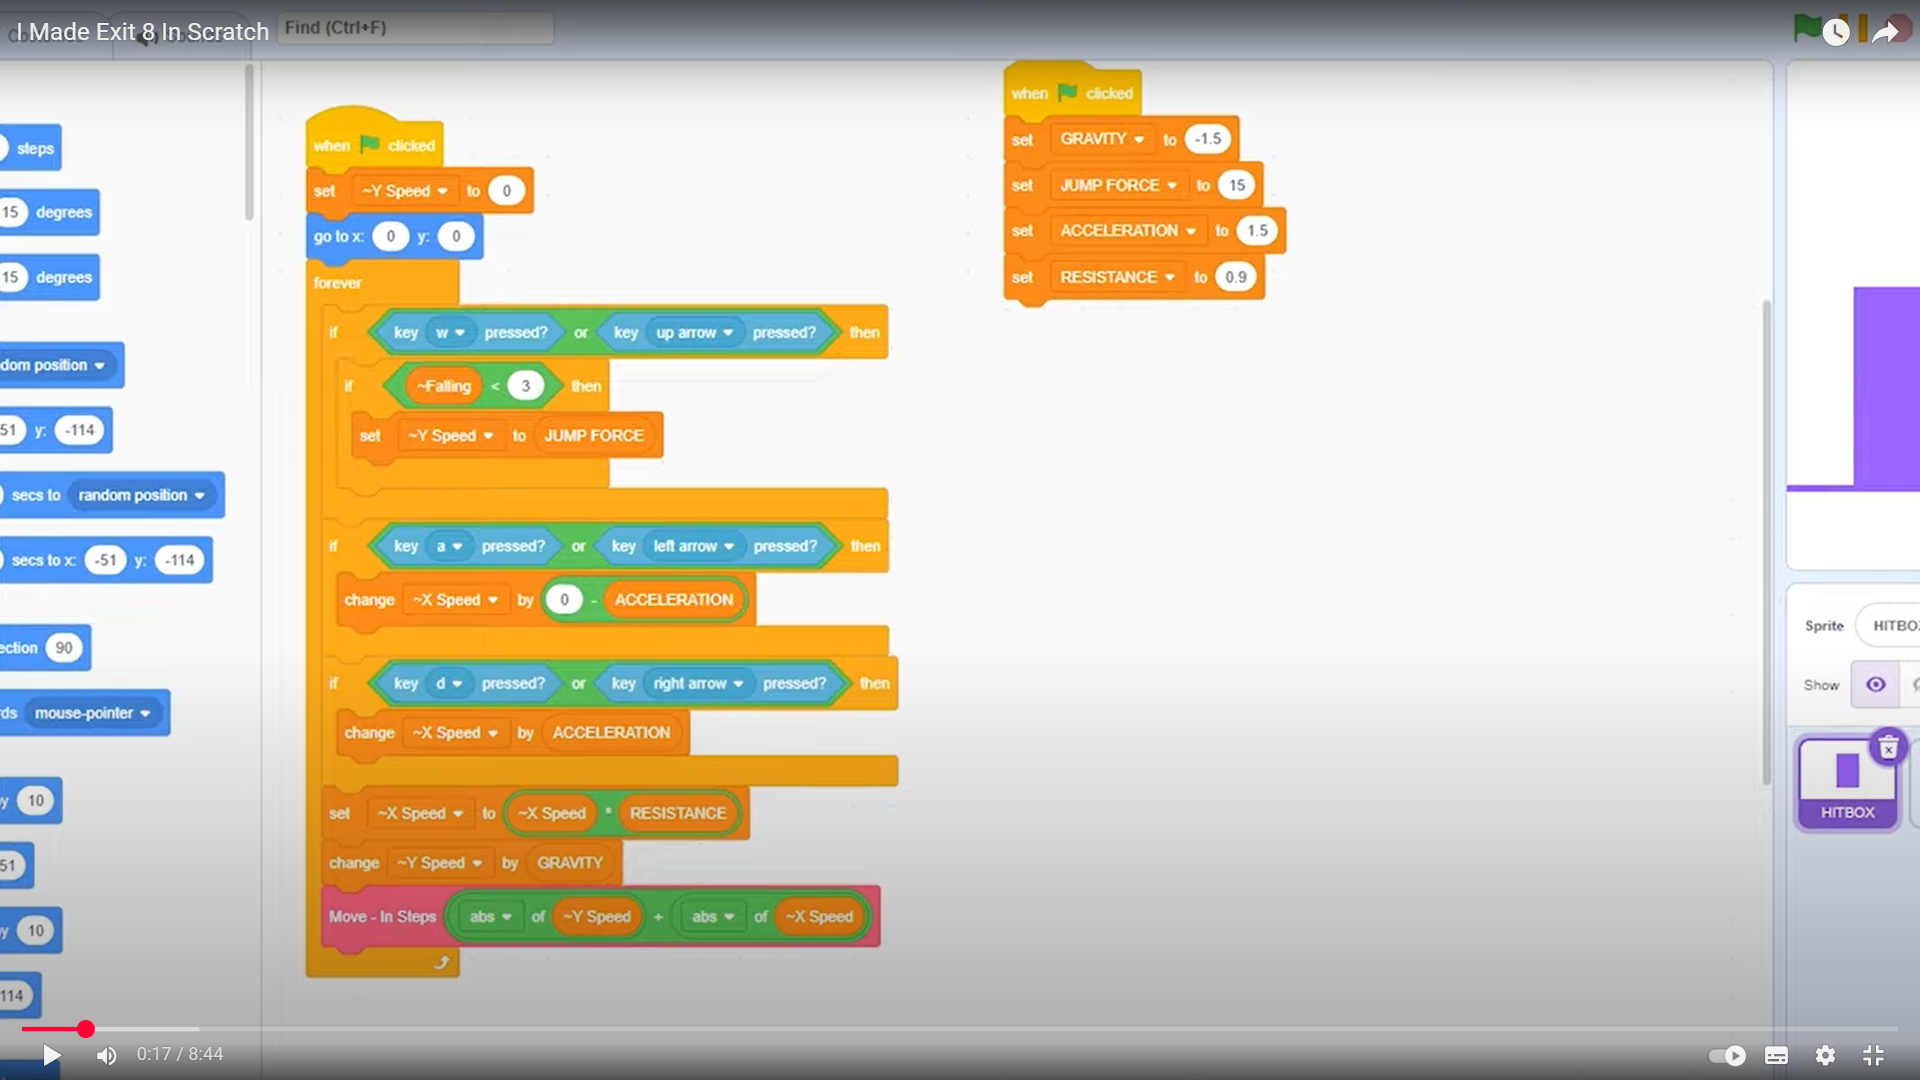 I Made Exit 8 In Scratch
Find (Ctrl+F)
steps
15 degrees
15 degrees
dom position
51 y: -114
secs to random position
secs to x: -51 y: -114
ection 90
rds mouse-pointer
y 10
51
y 10
114
when clicked
set ~Y Speed to 0
go to x: 0 y: 0
forever
if key w pressed? or key up arrow pressed? then
if ~Falling < 3 then
set ~Y Speed to JUMP FORCE
if key a pressed? or key left arrow pressed? then
change ~X Speed by 0 - ACCELERATION
if key d pressed? or key right arrow pressed? then
change ~X Speed by ACCELERATION
set ~X Speed to ~X Speed * RESISTANCE
change ~Y Speed by GRAVITY
Move - In Steps abs of ~Y Speed + abs of ~X Speed
when clicked
set GRAVITY to -1.5
set JUMP FORCE to 15
set ACCELERATION to 1.5
set RESISTANCE to 0.9
Sprite HITBO
Show
HITBOX
0:17 / 8:44